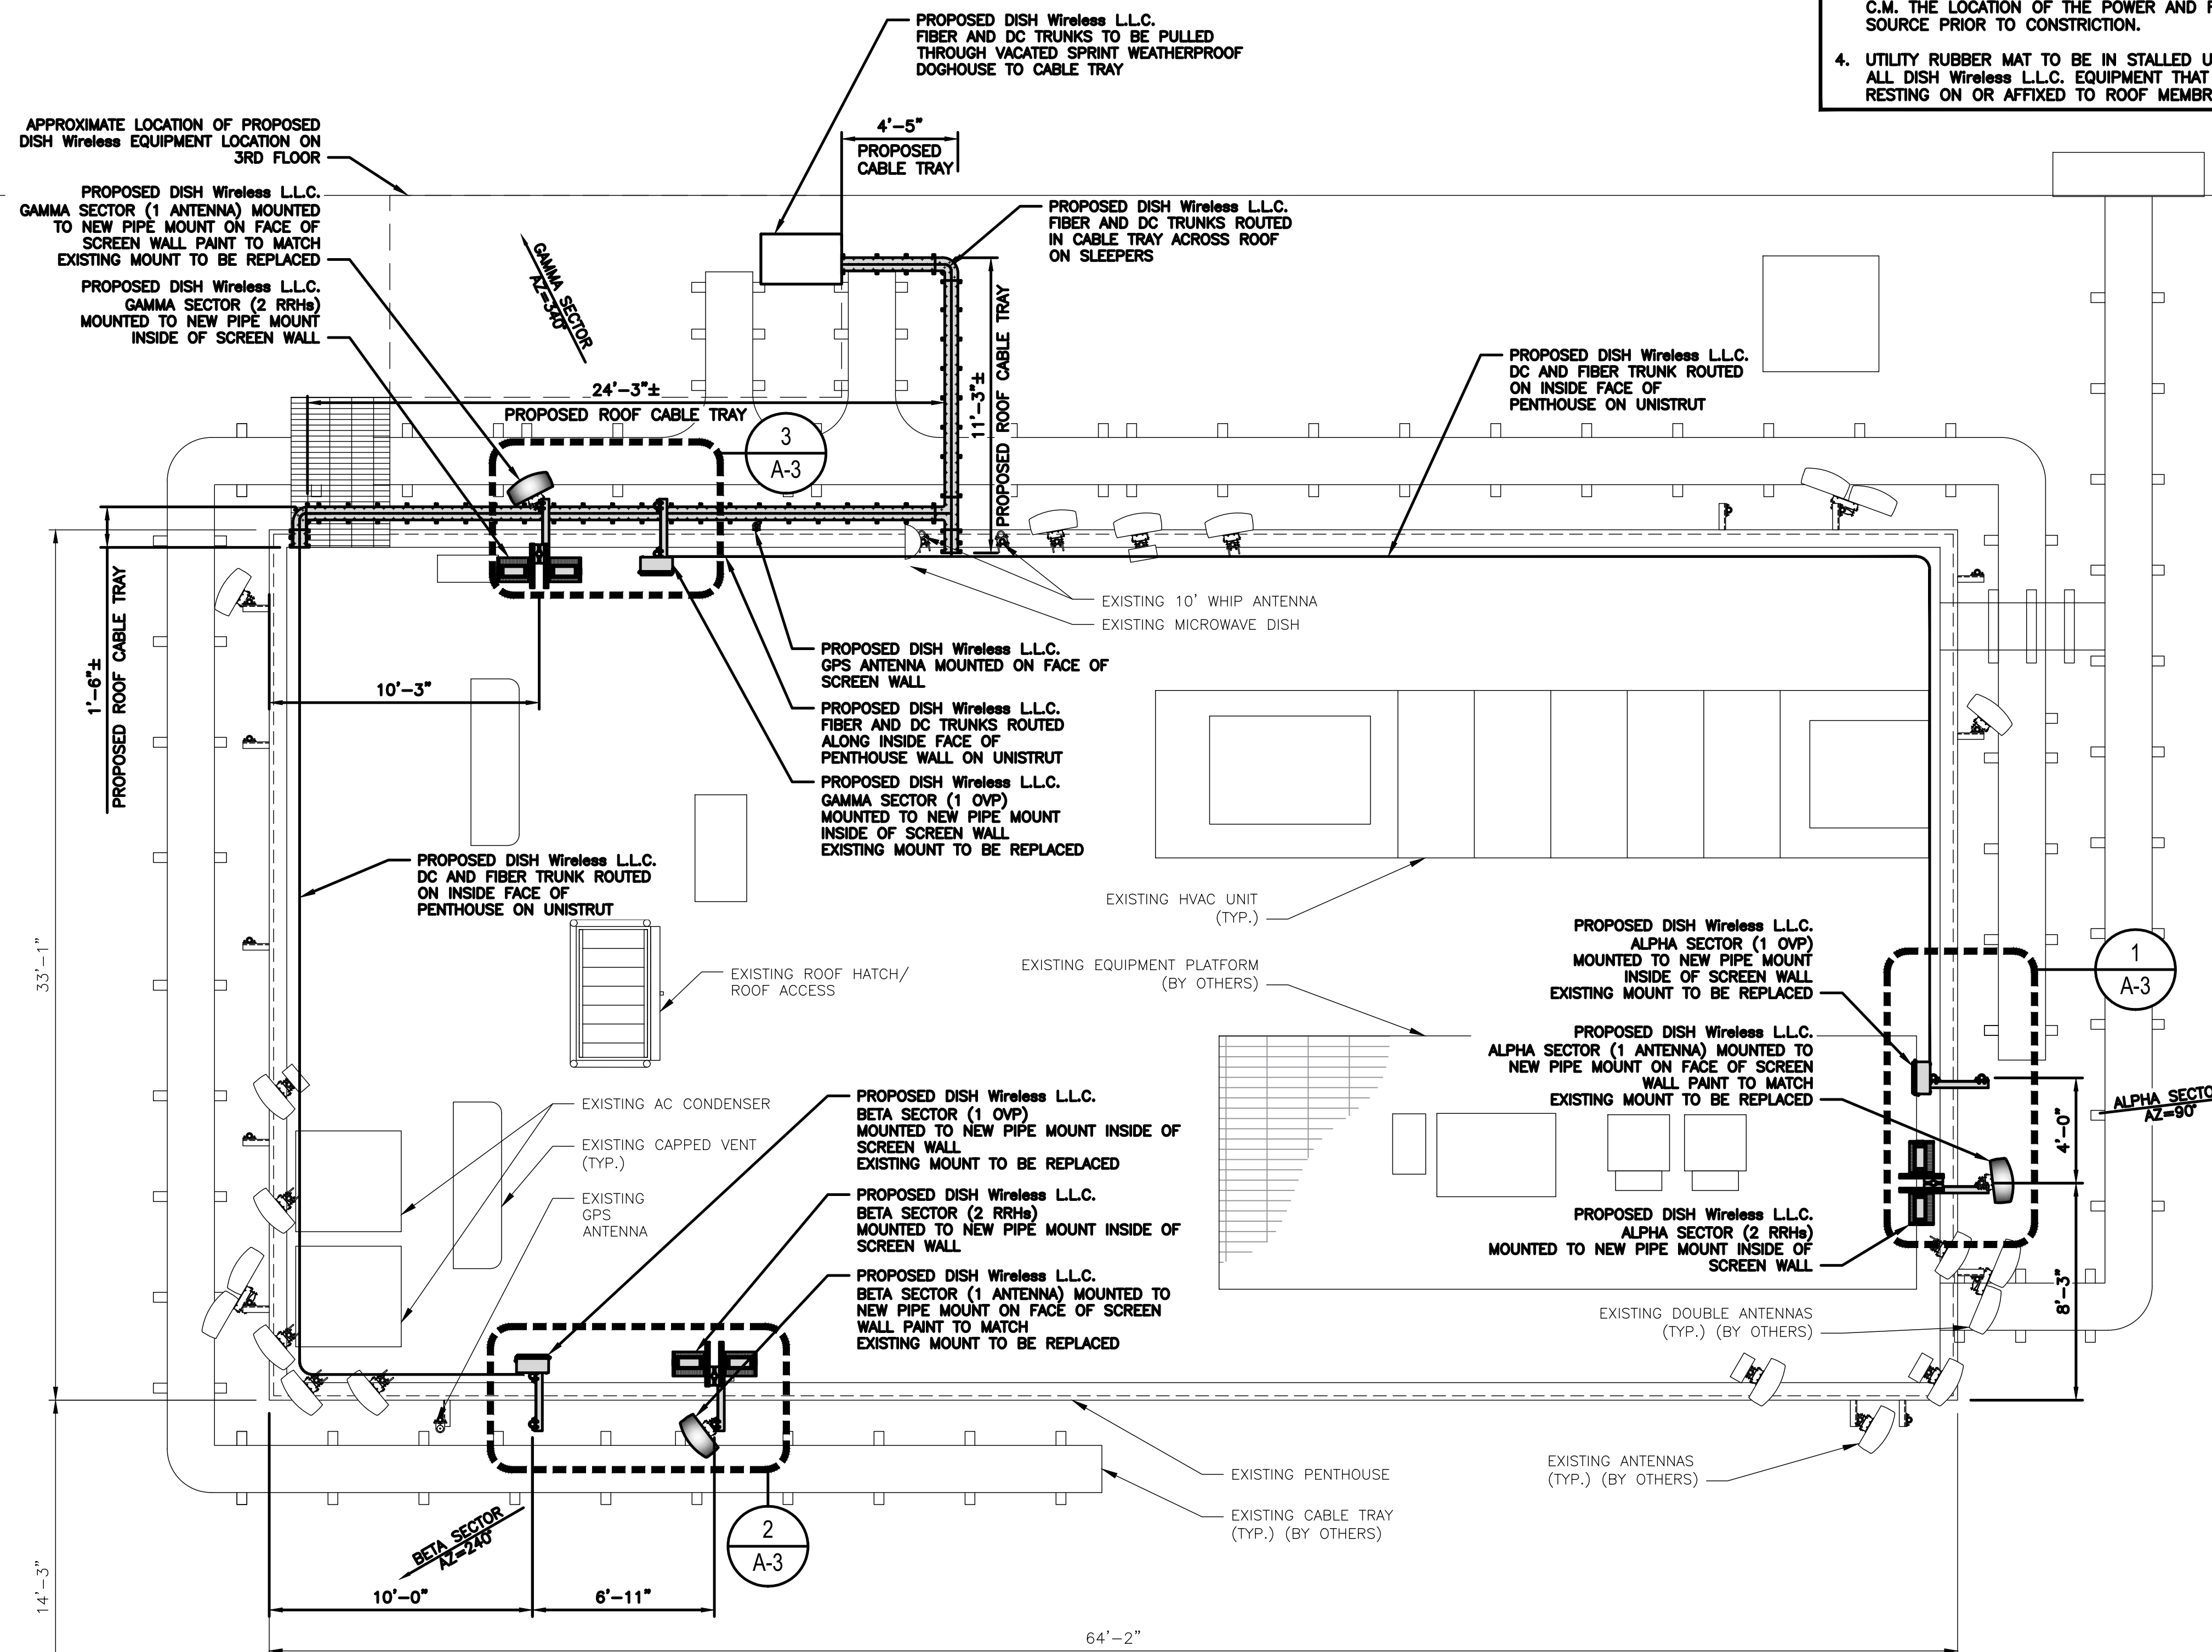 PROPOSED DISH Wireless L.L.C.
FIBER AND DC TRUNKS TO BE PULLED
THROUGH VACATED SPRINT WEATHERPROOF
DOGHOUSE TO CABLE TRAY
C.M. THE LOCATION OF THE POWER AND
SOURCE PRIOR TO CONSTRICTION.
4. UTILITY RUBBER MAT TO BE IN STALLED
ALL DISH Wireless L.L.C. EQUIPMENT THAT
RESTING ON OR AFFIXED TO ROOF
APPROXIMATE LOCATION OF PROPOSED
DISH Wireless EQUIPMENT LOCATION ON
3RD FLOOR
4'-5"
PROPOSED
CABLE TRAY
PROPOSED DISH Wireless L.L.C.
GAMMA SECTOR (1 ANTENNA) MOUNTED
TO NEW PIPE MOUNT ON FACE OF
SCREEN WALL PAINT TO MATCH
EXISTING MOUNT TO BE REPLACED
PROPOSED DISH Wireless L.L.C.
GAMMA SECTOR (2 RRHs)
MOUNTED TO NEW PIPE MOUNT
INSIDE OF SCREEN WALL
GAMMA SECTOR
AZ=340°
PROPOSED DISH Wireless L.L.C.
FIBER AND DC TRUNKS ROUTED
IN CABLE TRAY ACROSS ROOF
ON SLEEPERS
11'-3"±
PROPOSED ROOF CABLE TRAY
PROPOSED DISH Wireless L.L.C.
DC AND FIBER TRUNK ROUTED
ON INSIDE FACE OF
PENTHOUSE ON UNISTRUT
24'-3"±
PROPOSED ROOF CABLE TRAY
3
A-3
1'-6"±
PROPOSED ROOF CABLE TRAY
EXISTING 10' WHIP ANTENNA
EXISTING MICROWAVE DISH
10'-3"
PROPOSED DISH Wireless L.L.C.
GPS ANTENNA MOUNTED ON FACE OF
SCREEN WALL
PROPOSED DISH Wireless L.L.C.
FIBER AND DC TRUNKS ROUTED
ALONG INSIDE FACE OF
PENTHOUSE WALL ON UNISTRUT
PROPOSED DISH Wireless L.L.C.
GAMMA SECTOR (1 OVP)
MOUNTED TO NEW PIPE MOUNT
INSIDE OF SCREEN WALL
EXISTING MOUNT TO BE REPLACED
PROPOSED DISH Wireless L.L.C.
DC AND FIBER TRUNK ROUTED
ON INSIDE FACE OF
PENTHOUSE ON UNISTRUT
33'-1"
EXISTING ROOF HATCH/
ROOF ACCESS
EXISTING HVAC UNIT
(TYP.)
EXISTING EQUIPMENT PLATFORM
(BY OTHERS)
PROPOSED DISH Wireless L.L.C.
ALPHA SECTOR (1 OVP)
MOUNTED TO NEW PIPE MOUNT
INSIDE OF SCREEN WALL
EXISTING MOUNT TO BE REPLACED
1
A-3
PROPOSED DISH Wireless L.L.C.
ALPHA SECTOR (1 ANTENNA) MOUNTED TO
NEW PIPE MOUNT ON FACE OF SCREEN
WALL PAINT TO MATCH
EXISTING MOUNT TO BE REPLACED
ALPHA
AZ=90°
4'-0"
EXISTING AC CONDENSER
EXISTING CAPPED VENT
(TYP.)
EXISTING
GPS
ANTENNA
PROPOSED DISH Wireless L.L.C.
BETA SECTOR (1 OVP)
MOUNTED TO NEW PIPE MOUNT INSIDE OF
SCREEN WALL
EXISTING MOUNT TO BE REPLACED
PROPOSED DISH Wireless L.L.C.
BETA SECTOR (2 RRHs)
MOUNTED TO NEW PIPE MOUNT INSIDE OF
SCREEN WALL
PROPOSED DISH Wireless L.L.C.
BETA SECTOR (1 ANTENNA) MOUNTED TO
NEW PIPE MOUNT ON FACE OF SCREEN
WALL PAINT TO MATCH
EXISTING MOUNT TO BE REPLACED
PROPOSED DISH Wireless L.L.C.
ALPHA SECTOR (2 RRHs)
MOUNTED TO NEW PIPE MOUNT INSIDE OF
SCREEN WALL
8'-3"
EXISTING DOUBLE ANTENNAS
(TYP.) (BY OTHERS)
EXISTING ANTENNAS
(TYP.) (BY OTHERS)
EXISTING PENTHOUSE
EXISTING CABLE TRAY
(TYP.) (BY OTHERS)
2
A-3
BETA SECTOR
AZ=240°
14'-3"
10'-0"
6'-11"
64'-2"